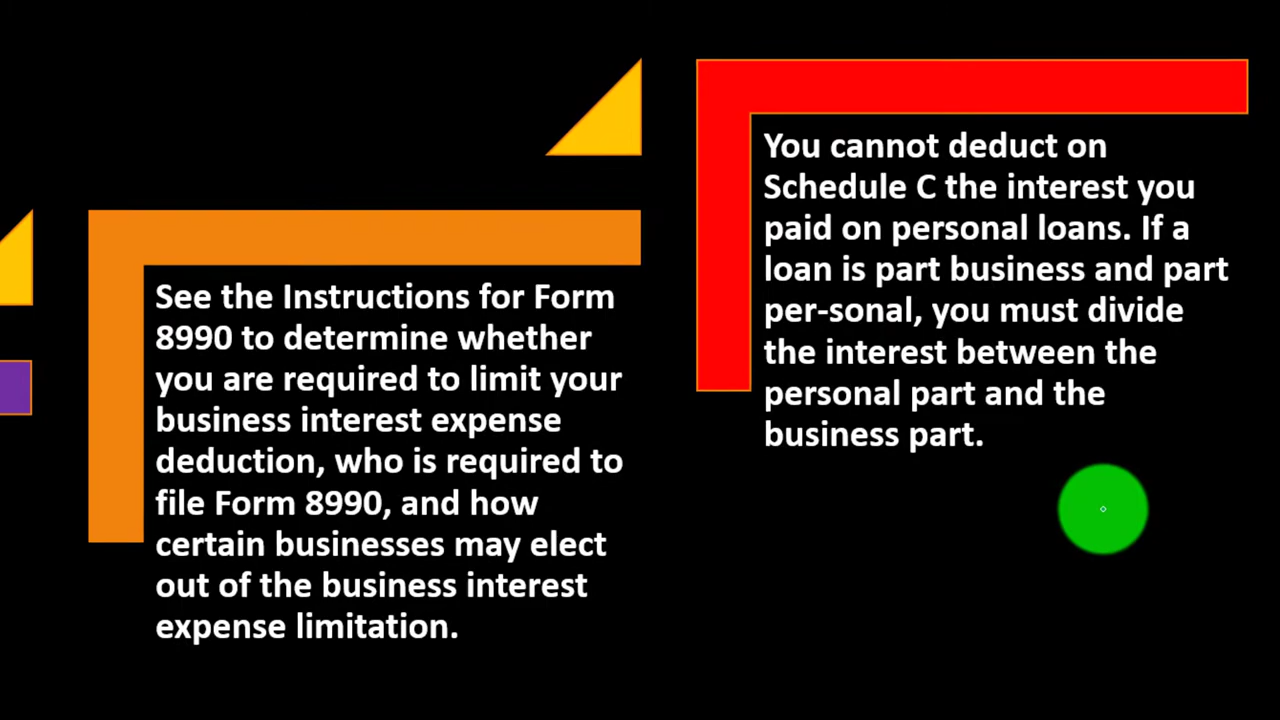 See the Instructions for Form
8990 to determine whether
you are required to limit your
business interest expense
deduction, who is required to
file Form 8990, and how
certain businesses may elect
out of the business interest
expense limitation.
You cannot deduct on
Schedule C the interest you
paid on personal loans. If a
loan is part business and part
per-sonal, you must divide
the interest between the
personal part and the
business part.